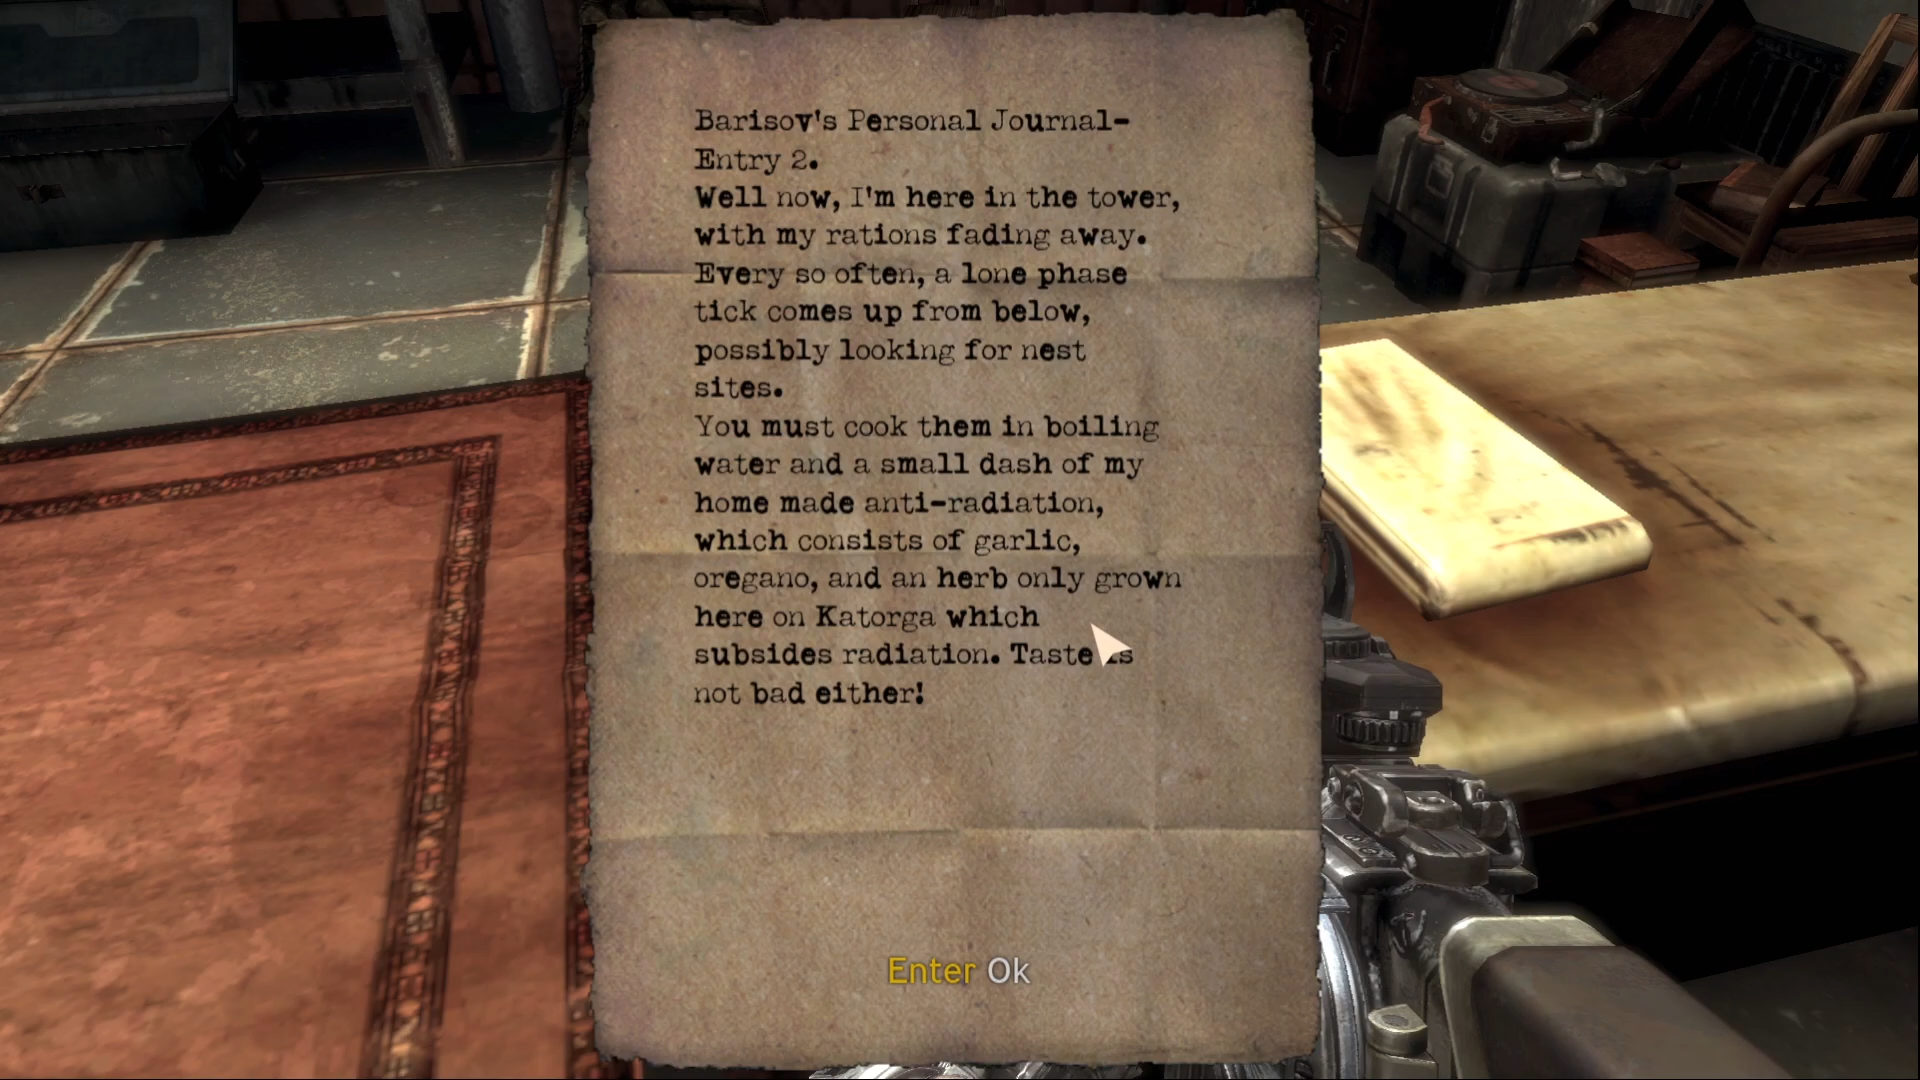 Barisov's Personal Journal-
Entry 2.
Well now, I'm here in the tower,
with my rations fading away.
Every so often, a lone phase
tick comes up from below,
possibly looking for nest
sites.
You must cook them in boiling
water and a small dash of my
home made anti-radiation,
which consists of garlic,
oregano, and an herb only grown
here on Katorga which
subsides radiation. Taste is
not bad either!
Enter Ok